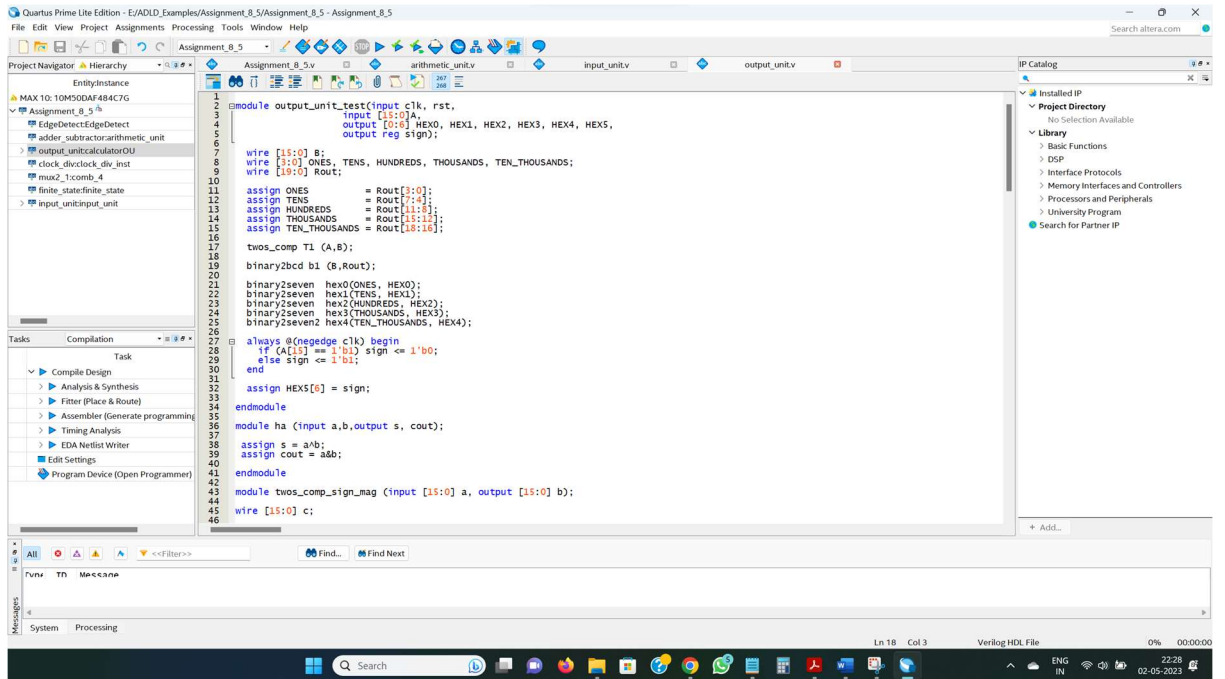 Quartus Prime Lite Edition - E:/ADLD_Examples/Assignment_8_5/Assignment_8_5 - Assignment_8_5
File Edit View Project Assignments Processing Tools Window Help
Search altera.com
Assignment_8_5
STOP
Project Navigator Hierarchy
Entity:Instance
MAX 10: 10M50DAF484C7G
Assignment_8_5
EdgeDetect:EdgeDetect
adder_subtractor:arithmetic_unit
output_unit:calculatorOU
clock_div:clock_div_inst
mux2_1:comb_4
finite_state:finite_state
input_unit:input_unit
Tasks Compilation
Task
Compile Design
Analysis & Synthesis
Fitter (Place & Route)
Assembler (Generate programming
Timing Analysis
EDA Netlist Writer
Edit Settings
Program Device (Open Programmer)
Assignment_8_5.v arithmetic_unit.v input_unit.v output_unit.v
267
268
1
2 module output_unit_test(input clk, rst,
3 input [15:0]A,
4 output [0:6] HEX0, HEX1, HEX2, HEX3, HEX4, HEX5,
5 output reg sign);
6
7 wire [15:0] B;
8 wire [3:0] ONES, TENS, HUNDREDS, THOUSANDS, TEN_THOUSANDS;
9 wire [19:0] Rout;
10
11 assign ONES = Rout[3:0];
12 assign TENS = Rout[7:4];
13 assign HUNDREDS = Rout[11:8];
14 assign THOUSANDS = Rout[15:12];
15 assign TEN_THOUSANDS = Rout[18:16];
16
17 twos_comp T1 (A,B);
18
19 binary2bcd b1 (B,Rout);
20
21 binary2seven hex0(ONES, HEX0);
22 binary2seven hex1(TENS, HEX1);
23 binary2seven hex2(HUNDREDS, HEX2);
24 binary2seven hex3(THOUSANDS, HEX3);
25 binary2seven2 hex4(TEN_THOUSANDS, HEX4);
26
27 always @(negedge clk) begin
28 if (A[15] == 1'b1) sign <= 1'b0;
29 else sign <= 1'b1;
30 end
31
32 assign HEX5[6] = sign;
33
34 endmodule
35
36 module ha (input a,b,output s, cout);
37
38 assign s = a^b;
39 assign cout = a&b;
40
41 endmodule
42
43 module twos_comp_sign_mag (input [15:0] a, output [15:0] b);
44
45 wire [15:0] c;
46
IP Catalog
Installed IP
Project Directory
No Selection Available
Library
Basic Functions
DSP
Interface Protocols
Memory Interfaces and Controllers
Processors and Peripherals
University Program
Search for Partner IP
+ Add...
All <<Filter>> Find... Find Next
Type ID Message
Messages
System Processing
Ln 18 Col 3 Verilog HDL File 0% 00:00:00
Search
ENG
IN
22:28
02-05-2023